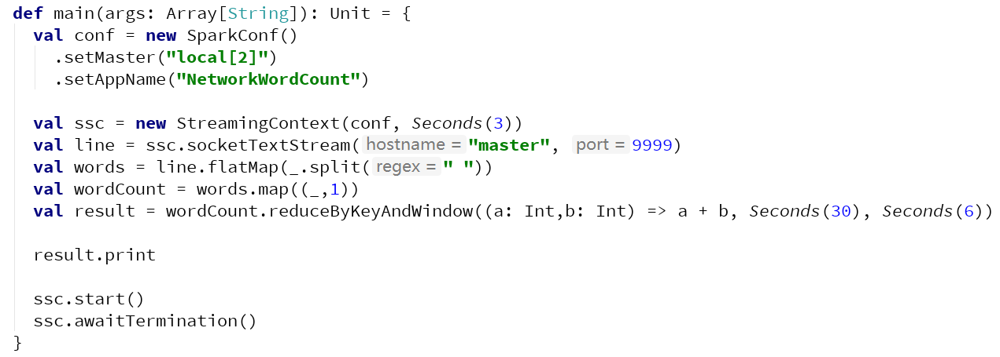 def main(args: Array[String]): Unit = {
  val conf = new SparkConf()
    .setMaster("local[2]")
    .setAppName("NetworkWordCount")

  val ssc = new StreamingContext(conf, Seconds(3))
  val line = ssc.socketTextStream( hostname = "master", port = 9999)
  val words = line.flatMap(_.split( regex = " "))
  val wordCount = words.map((_,1))
  val result = wordCount.reduceByKeyAndWindow((a: Int,b: Int) => a + b, Seconds(30), Seconds(6))

  result.print

  ssc.start()
  ssc.awaitTermination()
}